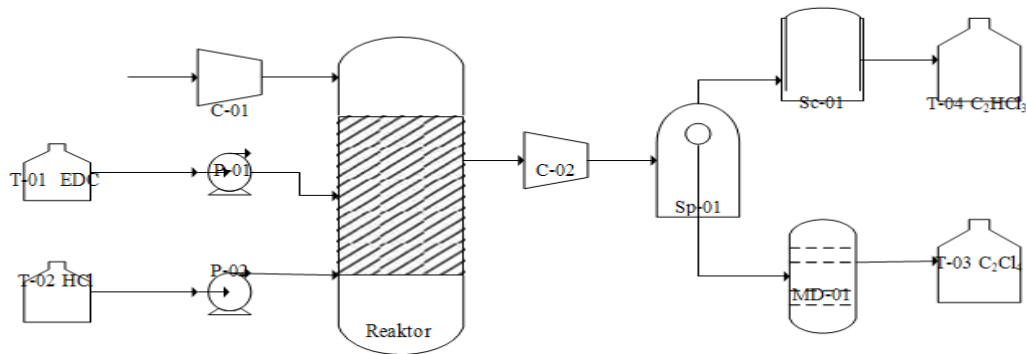 C-01
T-01 EDC
P-01
T-02 HCl
P-02
Reaktor
C-02
Sp-01
Sc-01
T-04 C₂HCl₃
MD-01
T-03 C₂Cl₄